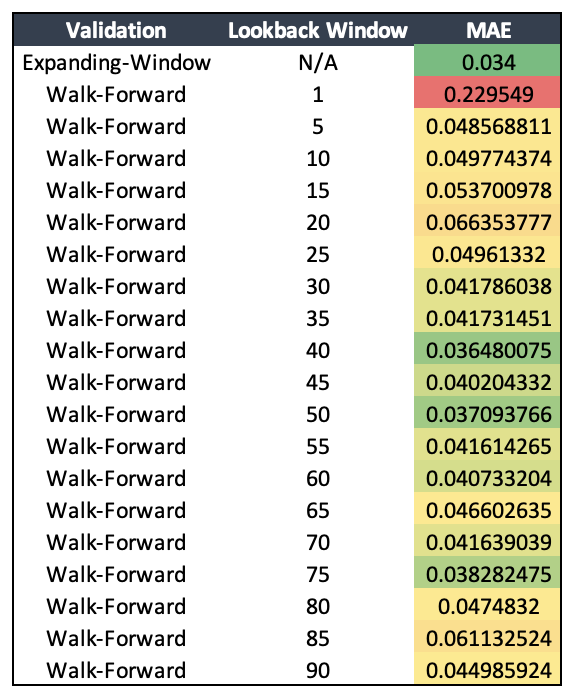 Validation Lookback Window MAE
Expanding-Window N/A 0.034
Walk-Forward 1 0.229549
Walk-Forward 5 0.048568811
Walk-Forward 10 0.049774374
Walk-Forward 15 0.053700978
Walk-Forward 20 0.066353777
Walk-Forward 25 0.04961332
Walk-Forward 30 0.041786038
Walk-Forward 35 0.041731451
Walk-Forward 40 0.036480075
Walk-Forward 45 0.040204332
Walk-Forward 50 0.037093766
Walk-Forward 55 0.041614265
Walk-Forward 60 0.040733204
Walk-Forward 65 0.046602635
Walk-Forward 70 0.041639039
Walk-Forward 75 0.038282475
Walk-Forward 80 0.0474832
Walk-Forward 85 0.061132524
Walk-Forward 90 0.044985924